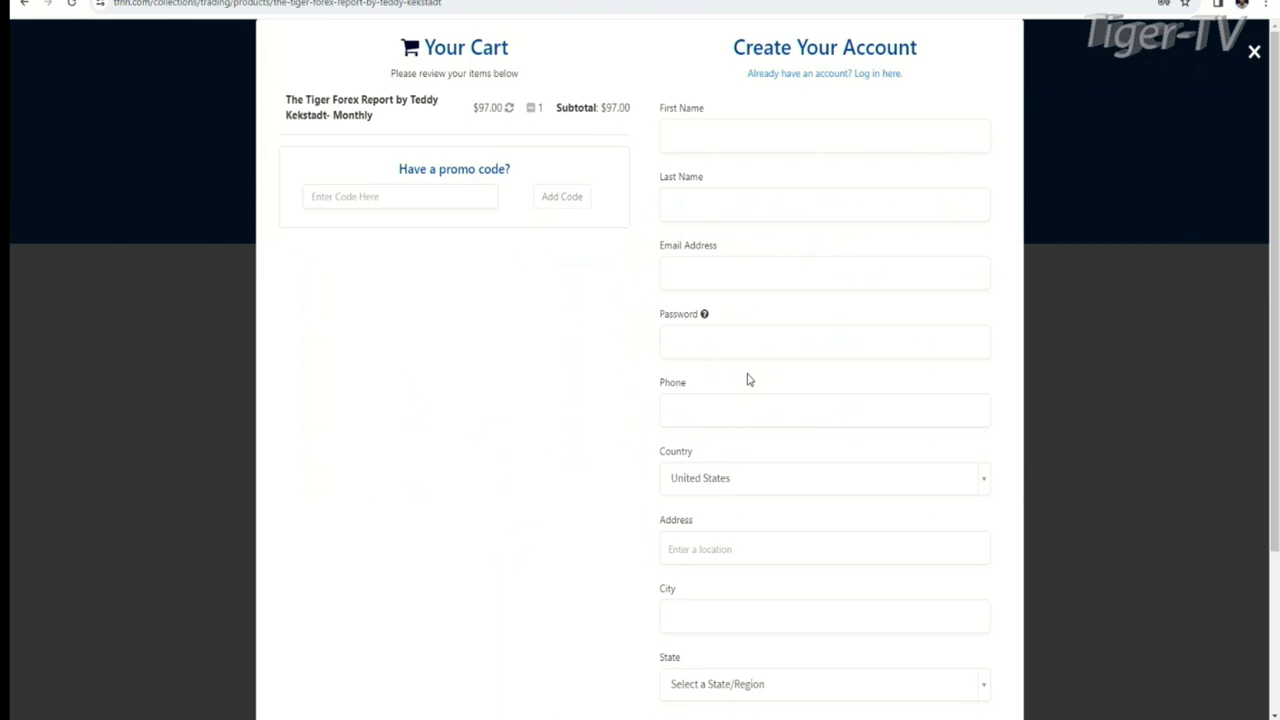 tfnn.com/collections/trading/products/the-tiger-forex-report-by-teddy-kekstadt
Tiger-TV
Your Cart
Please review your items below
The Tiger Forex Report by Teddy
Kekstadt- Monthly
$97.00 1 Subtotal: $97.00
Have a promo code?
Enter Code Here Add Code
Create Your Account
Already have an account? Log in here.
First Name
Last Name
Email Address
Password
Phone
Country
United States
Address
Enter a location
City
State
Select a State/Region